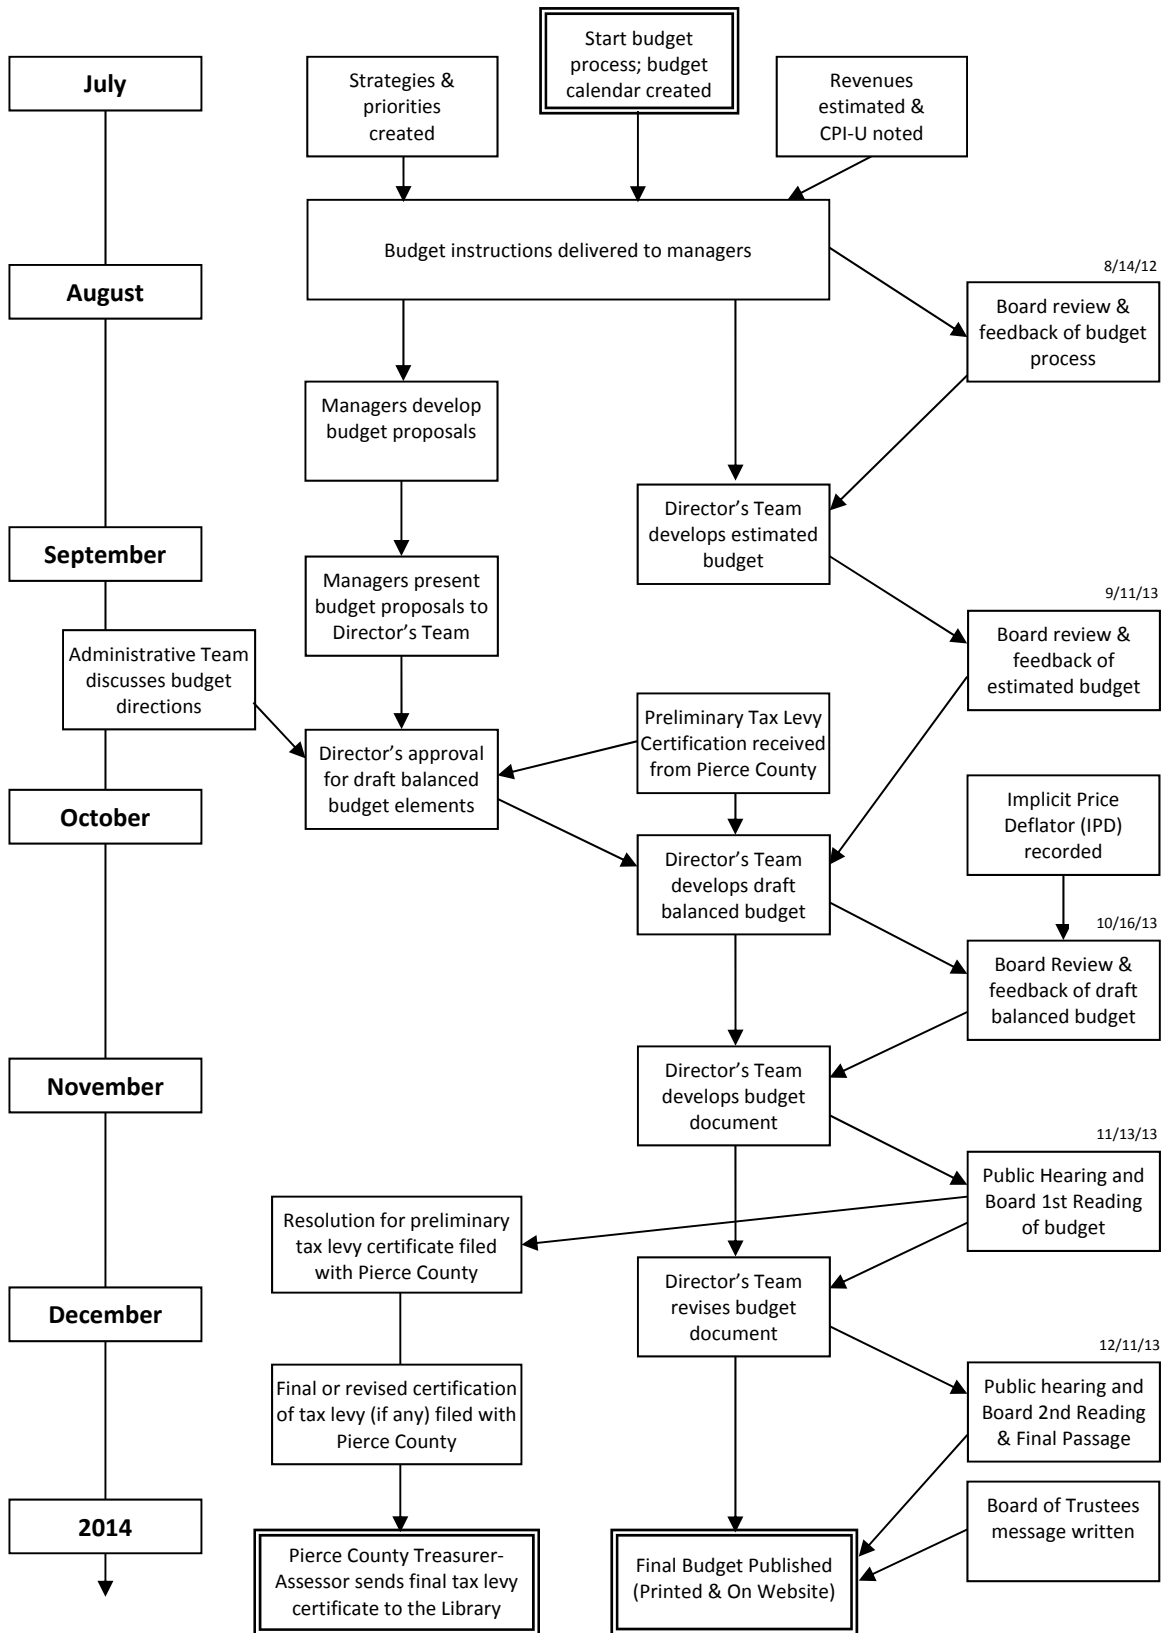 Start budget
process; budget
calendar created
July
Strategies &
priorities
created
Revenues
estimated &
CPI-U noted
Budget instructions delivered to managers
August
8/14/12
Board review &
feedback of budget
process
Managers develop
budget proposals
Director’s Team
develops estimated
budget
September
Managers present
budget proposals to
Director’s Team
9/11/13
Board review &
feedback of
estimated budget
Administrative Team
discusses budget
directions
Preliminary Tax Levy
Certification received
from Pierce County
Director’s approval
for draft balanced
budget elements
October
Implicit Price
Deflator (IPD)
recorded
Director’s Team
develops draft
balanced budget
10/16/13
Board Review &
feedback of draft
balanced budget
November
Director’s Team
develops budget
document
11/13/13
Public Hearing and
Board 1st Reading
of budget
Resolution for preliminary
tax levy certificate filed
with Pierce County
Director’s Team
revises budget
document
December
12/11/13
Public hearing and
Board 2nd Reading
& Final Passage
Final or revised certification
of tax levy (if any) filed with
Pierce County
Board of Trustees
message written
2014
Pierce County Treasurer-
Assessor sends final tax levy
certificate to the Library
Final Budget Published
(Printed & On Website)